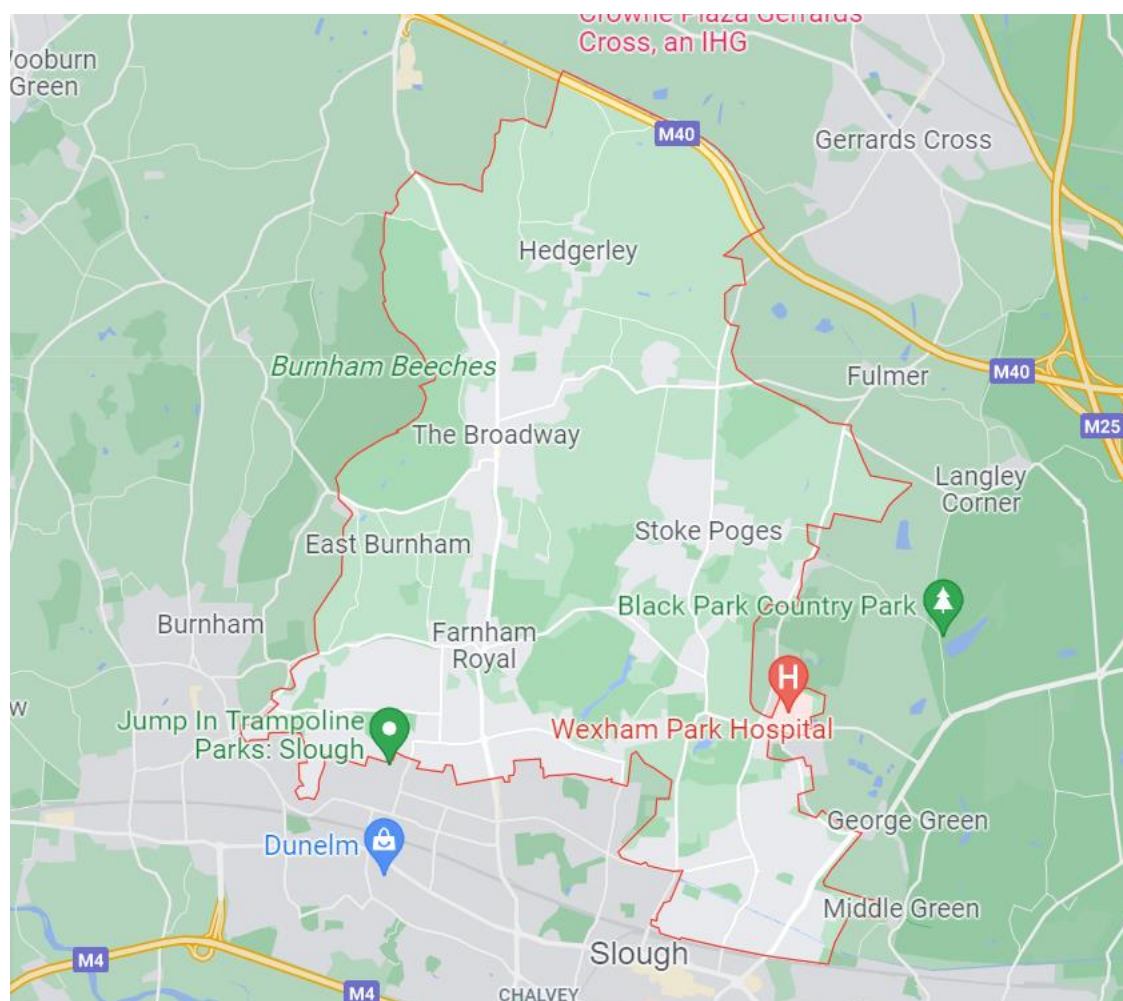 Crowne Plaza Gerrards
Cross, an IHG
Green
M40
Gerrards Cross
Hedgerley
Burnham Beeches
Fulmer
M40
M25
The Broadway
Langley
Corner
Stoke Poges
East Burnham
Black Park Country Park
Burnham
Farnham
Royal
H
w
Jump In Trampoline
Parks: Slough
Wexham Park Hospital
George Green
Dunelm
Middle Green
Slough
M4
M4
CHALVEY